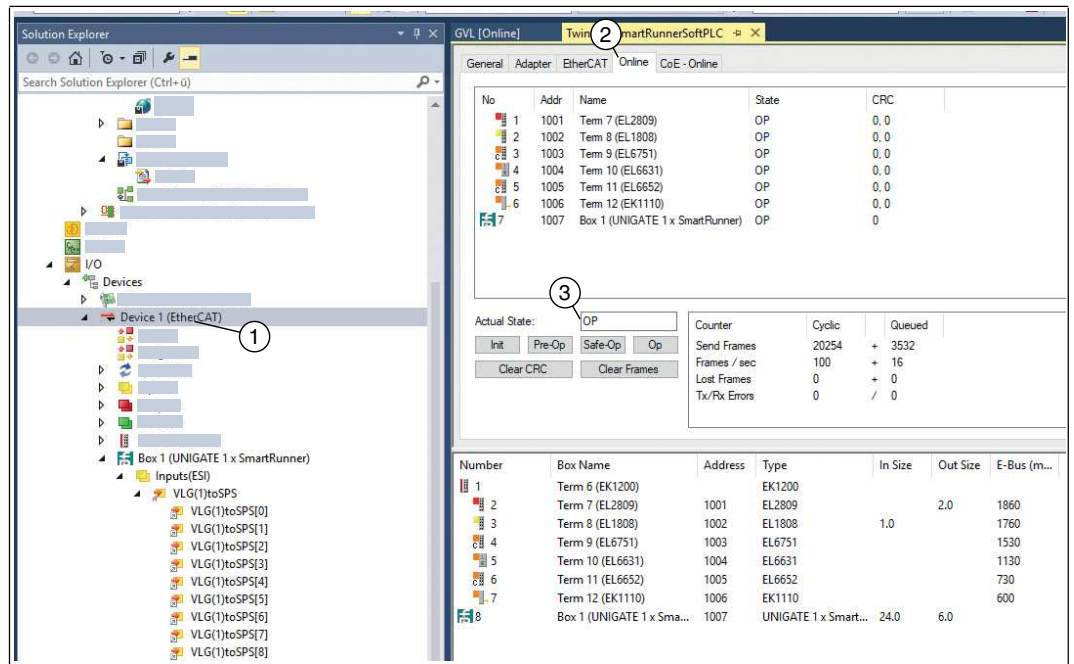 Solution Explorer
Search Solution Explorer (Ctrl+ü)
I/O
Devices
Device 1 (EtherCAT)
1
Box 1 (UNIGATE 1 x SmartRunner)
Inputs(ESI)
VLG(1)toSPS
VLG(1)toSPS[0]
VLG(1)toSPS[1]
VLG(1)toSPS[2]
VLG(1)toSPS[3]
VLG(1)toSPS[4]
VLG(1)toSPS[5]
VLG(1)toSPS[6]
VLG(1)toSPS[7]
VLG(1)toSPS[8]
GVL [Online] 2 martRunnerSoftPLC
General Adapter EtherCAT Online CoE - Online
No Addr Name State CRC
1 1001 Term 7 (EL2809) OP 0, 0
2 1002 Term 8 (EL1808) OP 0, 0
3 1003 Term 9 (EL6751) OP 0, 0
4 1004 Term 10 (EL6631) OP 0, 0
5 1005 Term 11 (EL6652) OP 0, 0
6 1006 Term 12 (EK1110) OP 0, 0
7 1007 Box 1 (UNIGATE 1 x SmartRunner) OP 0
3
Actual State: OP
Init Pre-Op Safe-Op Op
Clear CRC Clear Frames
Counter Cyclic Queued
Send Frames 20254 + 3532
Frames / sec 100 + 16
Lost Frames 0 + 0
Tx/Rx Errors 0 / 0
Number Box Name Address Type In Size Out Size E-Bus (m...
1 Term 6 (EK1200) EK1200
2 Term 7 (EL2809) 1001 EL2809 2.0 1860
3 Term 8 (EL1808) 1002 EL1808 1.0 1760
4 Term 9 (EL6751) 1003 EL6751 1530
5 Term 10 (EL6631) 1004 EL6631 1130
6 Term 11 (EL6652) 1005 EL6652 730
7 Term 12 (EK1110) 1006 EK1110 600
8 Box 1 (UNIGATE 1 x Sma... 1007 UNIGATE 1 x Smart... 24.0 6.0